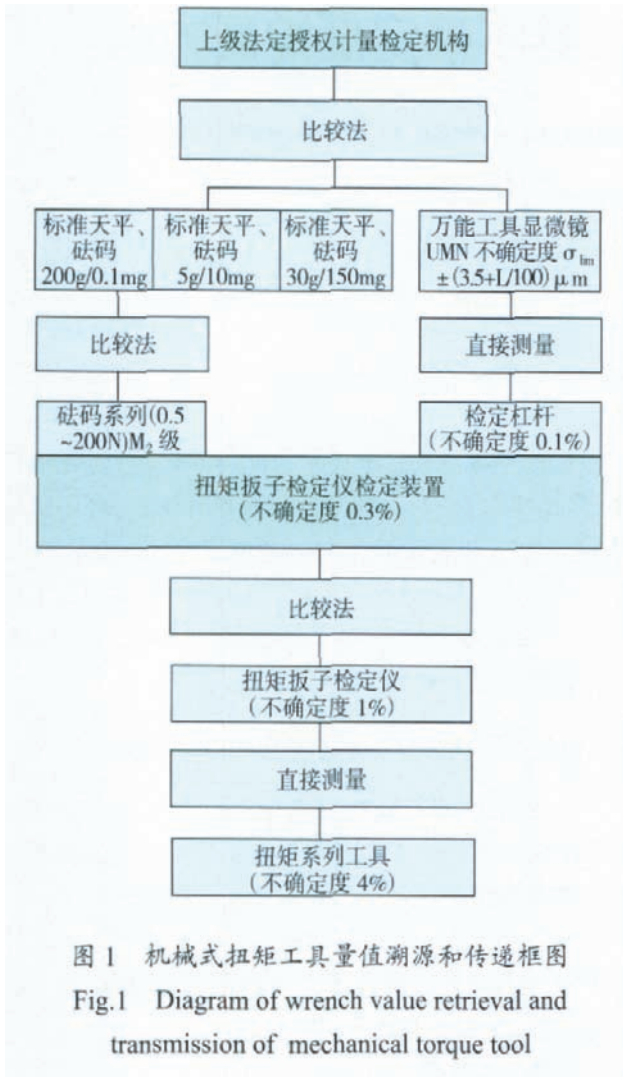 上级法定授权计量检定机构
比较法
标准天平、
砝码
200g/0.1mg
标准天平、
砝码
5g/10mg
标准天平、
砝码
30g/150mg
万能工具显微镜
UMN 不确定度 σlim
±(3.5+L/100) μm
比较法
直接测量
砝码系列(0.5
~200N)M₂ 级
检定杠杆
(不确定度 0.1%)
扭矩扳子检定仪检定装置
(不确定度 0.3%)
比较法
扭矩扳子检定仪
(不确定度 1%)
直接测量
扭矩系列工具
(不确定度 4%)
图 1 机械式扭矩工具量值溯源和传递框图
Fig.1 Diagram of wrench value retrieval and
transmission of mechanical torque tool